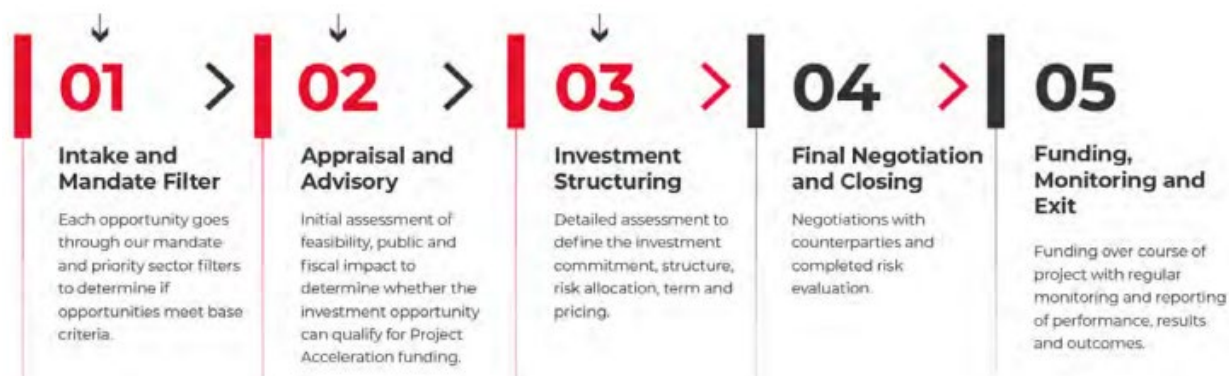 01
02
03
04
05
Intake and
Mandate Filter
Each opportunity goes
through our mandate
and priority sector filters
to determine if
opportunities meet base
criteria.
Appraisal and
Advisory
Initial assessment of
feasibility, public and
fiscal impact to
determine whether the
investment opportunity
can qualify for Project
Acceleration funding.
Investment
Structuring
Detailed assessment to
define the investment
commitment, structure,
risk allocation, term and
pricing.
Final Negotiation
and Closing
Negotiations with
counterparties and
completed risk
evaluation.
Funding,
Monitoring and
Exit
Funding over course of
project with regular
monitoring and reporting
of performance, results
and outcomes.